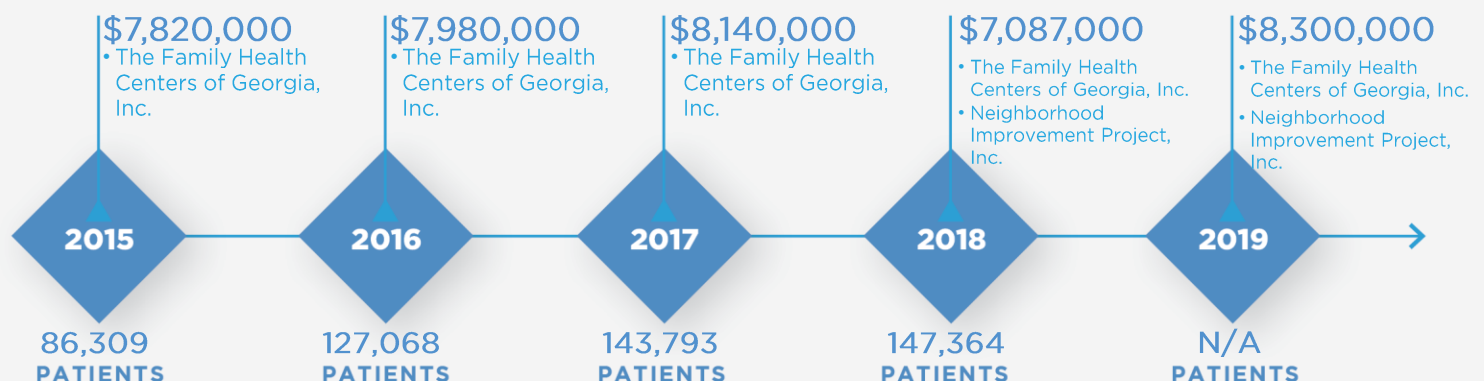 $7,820,000
• The Family Health
Centers of Georgia,
Inc.
$7,980,000
• The Family Health
Centers of Georgia,
Inc.
$8,140,000
• The Family Health
Centers of Georgia,
Inc.
$7,087,000
• The Family Health
Centers of Georgia, Inc.
• Neighborhood
Improvement Project,
Inc.
$8,300,000
• The Family Health
Centers of Georgia, Inc.
• Neighborhood
Improvement Project,
Inc.
2015
2016
2017
2018
2019
86,309
PATIENTS
127,068
PATIENTS
143,793
PATIENTS
147,364
PATIENTS
N/A
PATIENTS